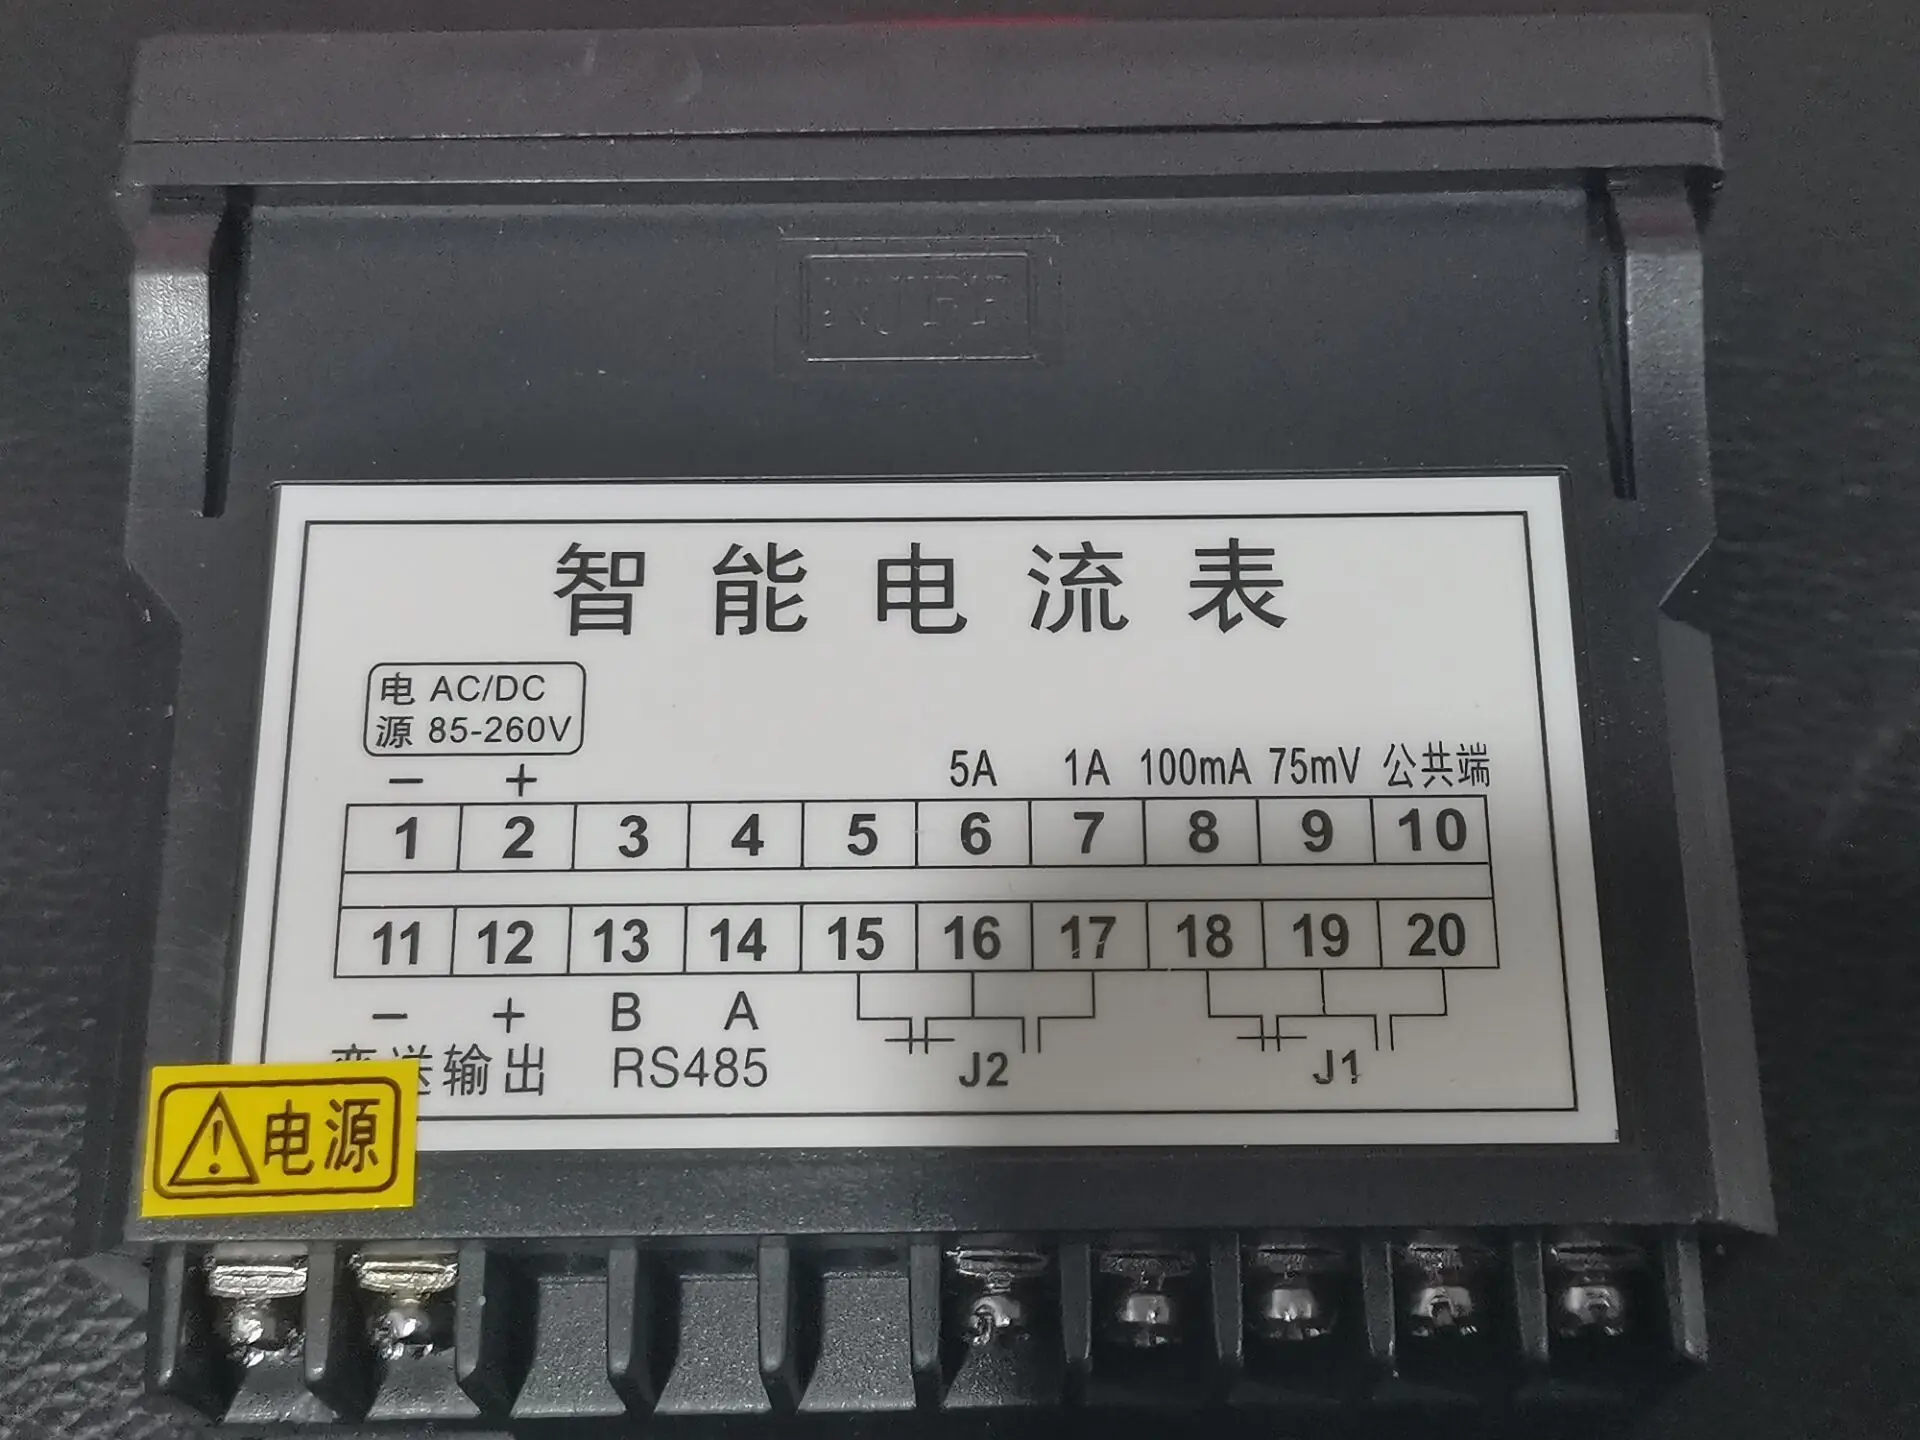 智能电流表
电 AC/DC
源 85-260V
- + 5A 1A 100mA 75mV 公共端
1 2 3 4 5 6 7 8 9 10
11 12 13 14 15 16 17 18 19 20
- + B A
送输出 RS485 J2 J1
电源